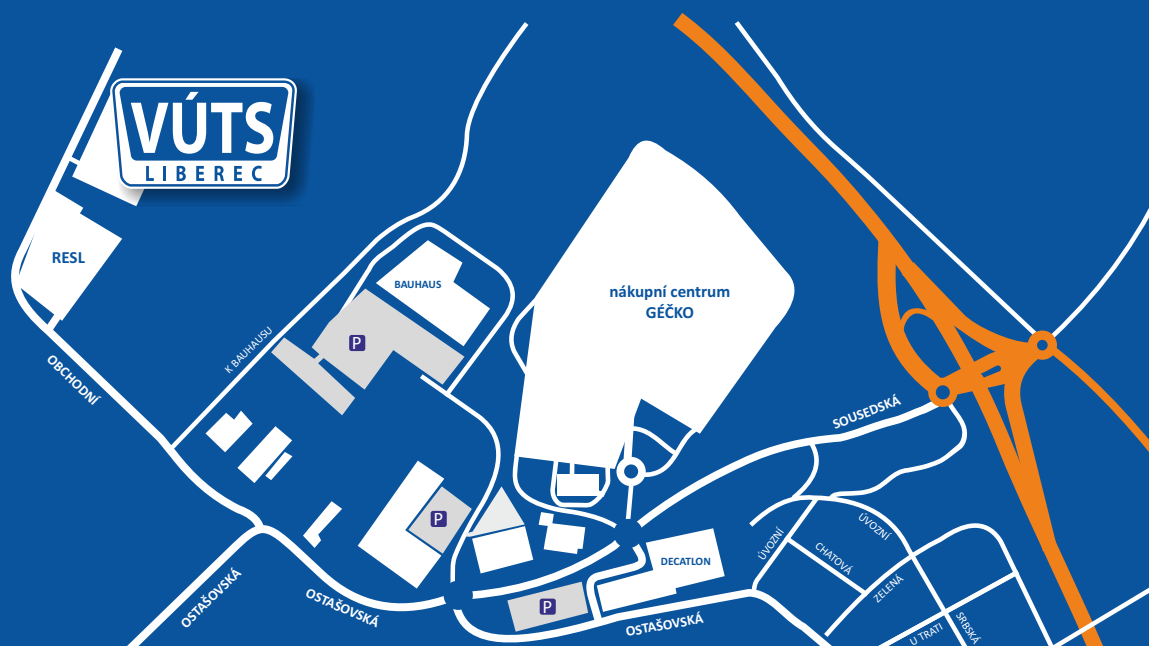 VÚTS
LIBEREC
RESL
BAUHAUS
nákupní centrum
GÉČKO
P
K BAUHAUSU
OBCHODNÍ
SOUSEDSKÁ
P
ÚVOZNÍ
ÚVOZNÍ
CHATOVÁ
DECATLON
ZELENÁ
OSTAŠOVSKÁ
OSTAŠOVSKÁ
P
OSTAŠOVSKÁ
SRBSKÁ
U TRATI